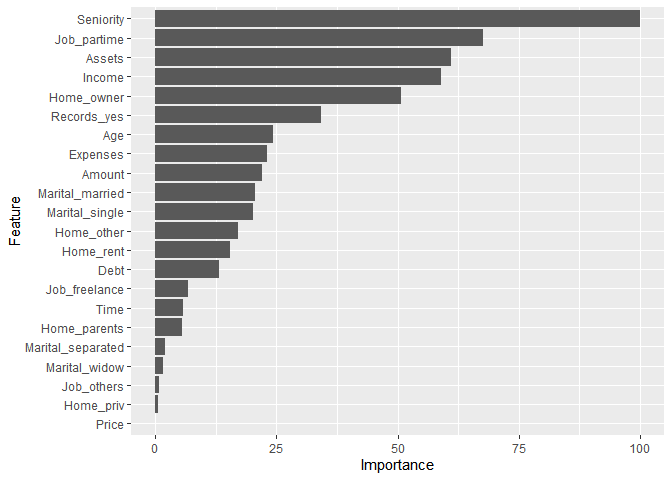 Seniority
Job_partime
Assets
Income
Home_owner
Records_yes
Age
Expenses
Amount
Marital_married
Marital_single
Home_other
Home_rent
Debt
Job_freelance
Time
Home_parents
Marital_separated
Marital_widow
Job_others
Home_priv
Price
Feature
0 25 50 75 100
Importance